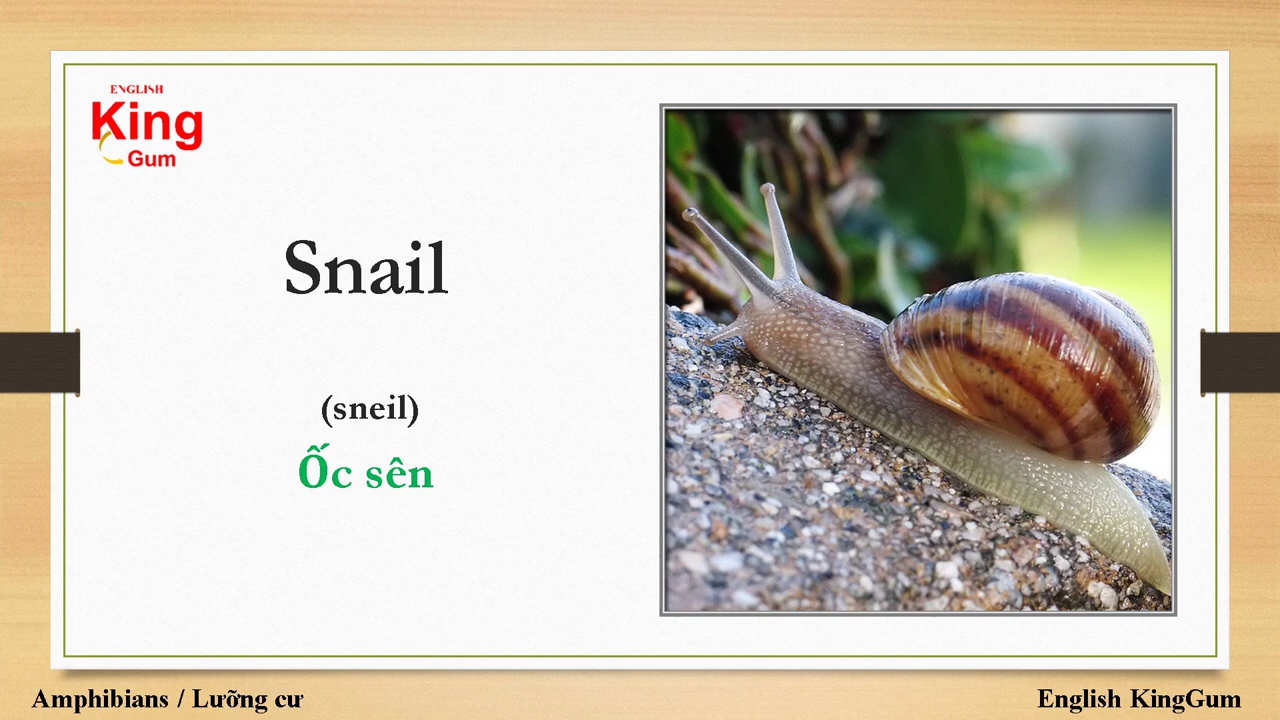 ENGLISH
King
Gum
Snail
(sneil)
Ốc sên
Amphibians / Lưỡng cư
English KingGum